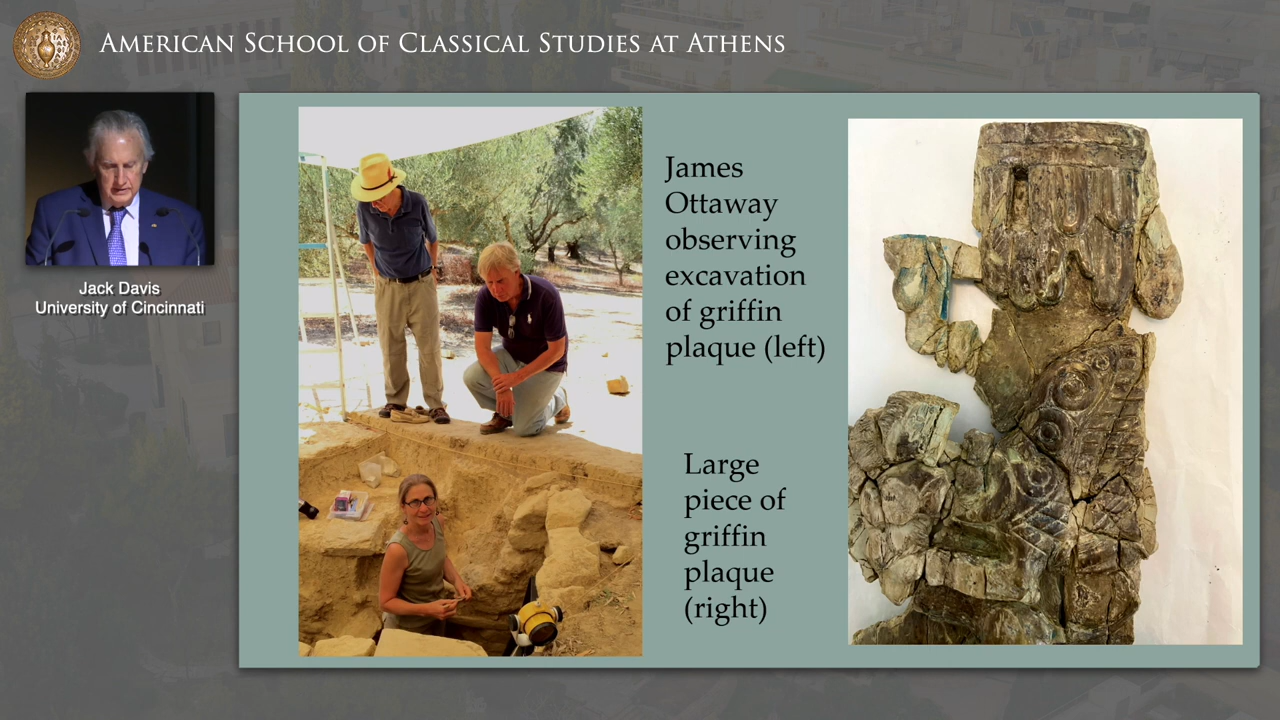 American School of Classical Studies at Athens
Jack Davis
University of Cincinnati
James
Ottaway
observing
excavation
of griffin
plaque (left)
Large
piece of
griffin
plaque
(right)